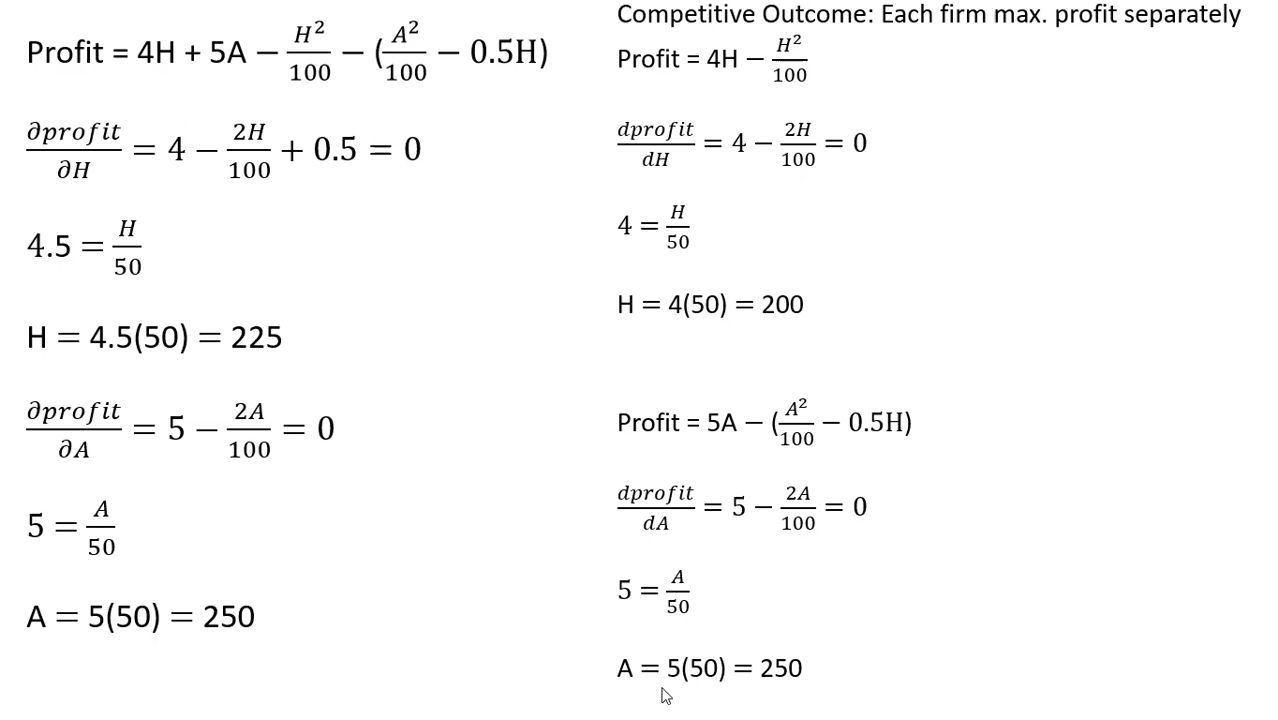 Profit = 4H + 5A − H²/100 − (A²/100 − 0.5H)
∂profit/∂H = 4 − 2H/100 + 0.5 = 0
4.5 = H/50
H = 4.5(50) = 225
∂profit/∂A = 5 − 2A/100 = 0
5 = A/50
A = 5(50) = 250
Competitive Outcome: Each firm max. profit separately
Profit = 4H − H²/100
dprofit/dH = 4 − 2H/100 = 0
4 = H/50
H = 4(50) = 200
Profit = 5A − (A²/100 − 0.5H)
dprofit/dA = 5 − 2A/100 = 0
5 = A/50
A = 5(50) = 250